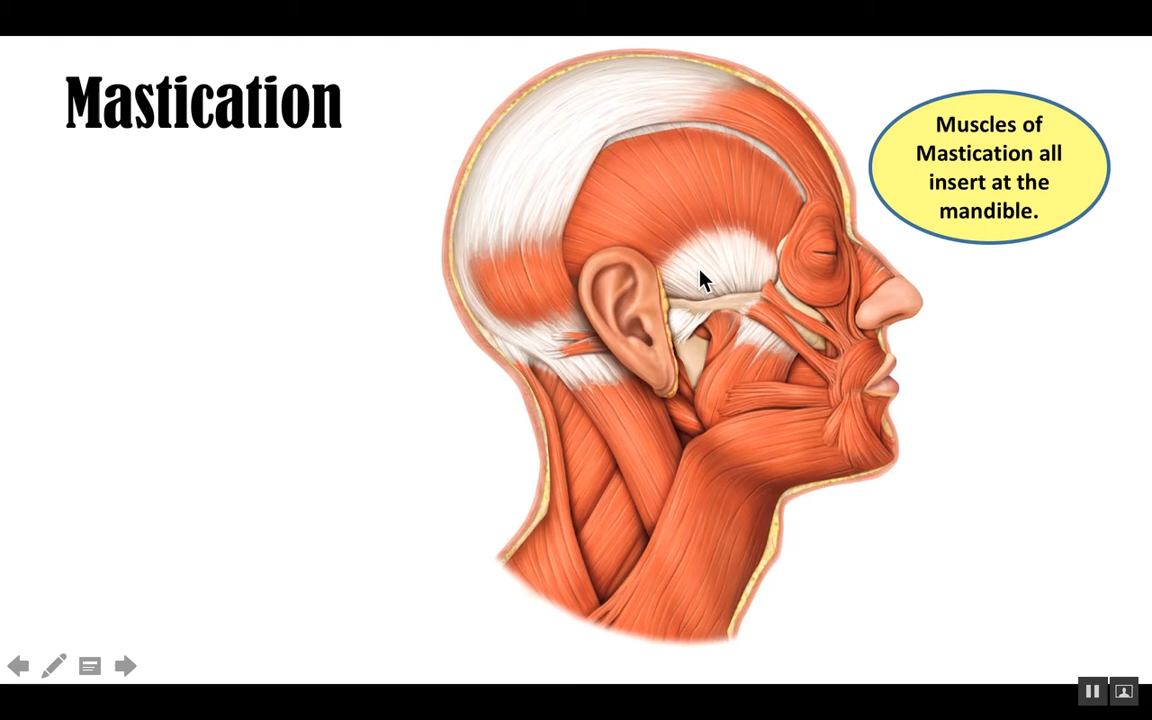 Mastication
Muscles of
Mastication all
insert at the
mandible.